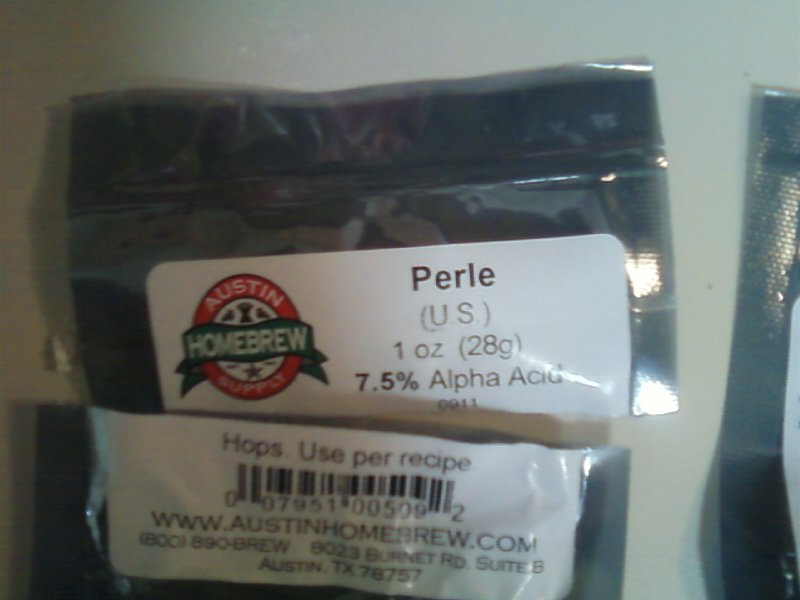 AUSTIN
HOMEBREW
SUPPLY
Perle
(U.S.)
1 oz (28g)
7.5% Alpha Acid
0911
Hops. Use per recipe
0 07951 00509 2
WWW.AUSTINHOMEBREW.COM
(800) 890-BREW 8023 BURNET RD. SUITE B
AUSTIN, TX 78757